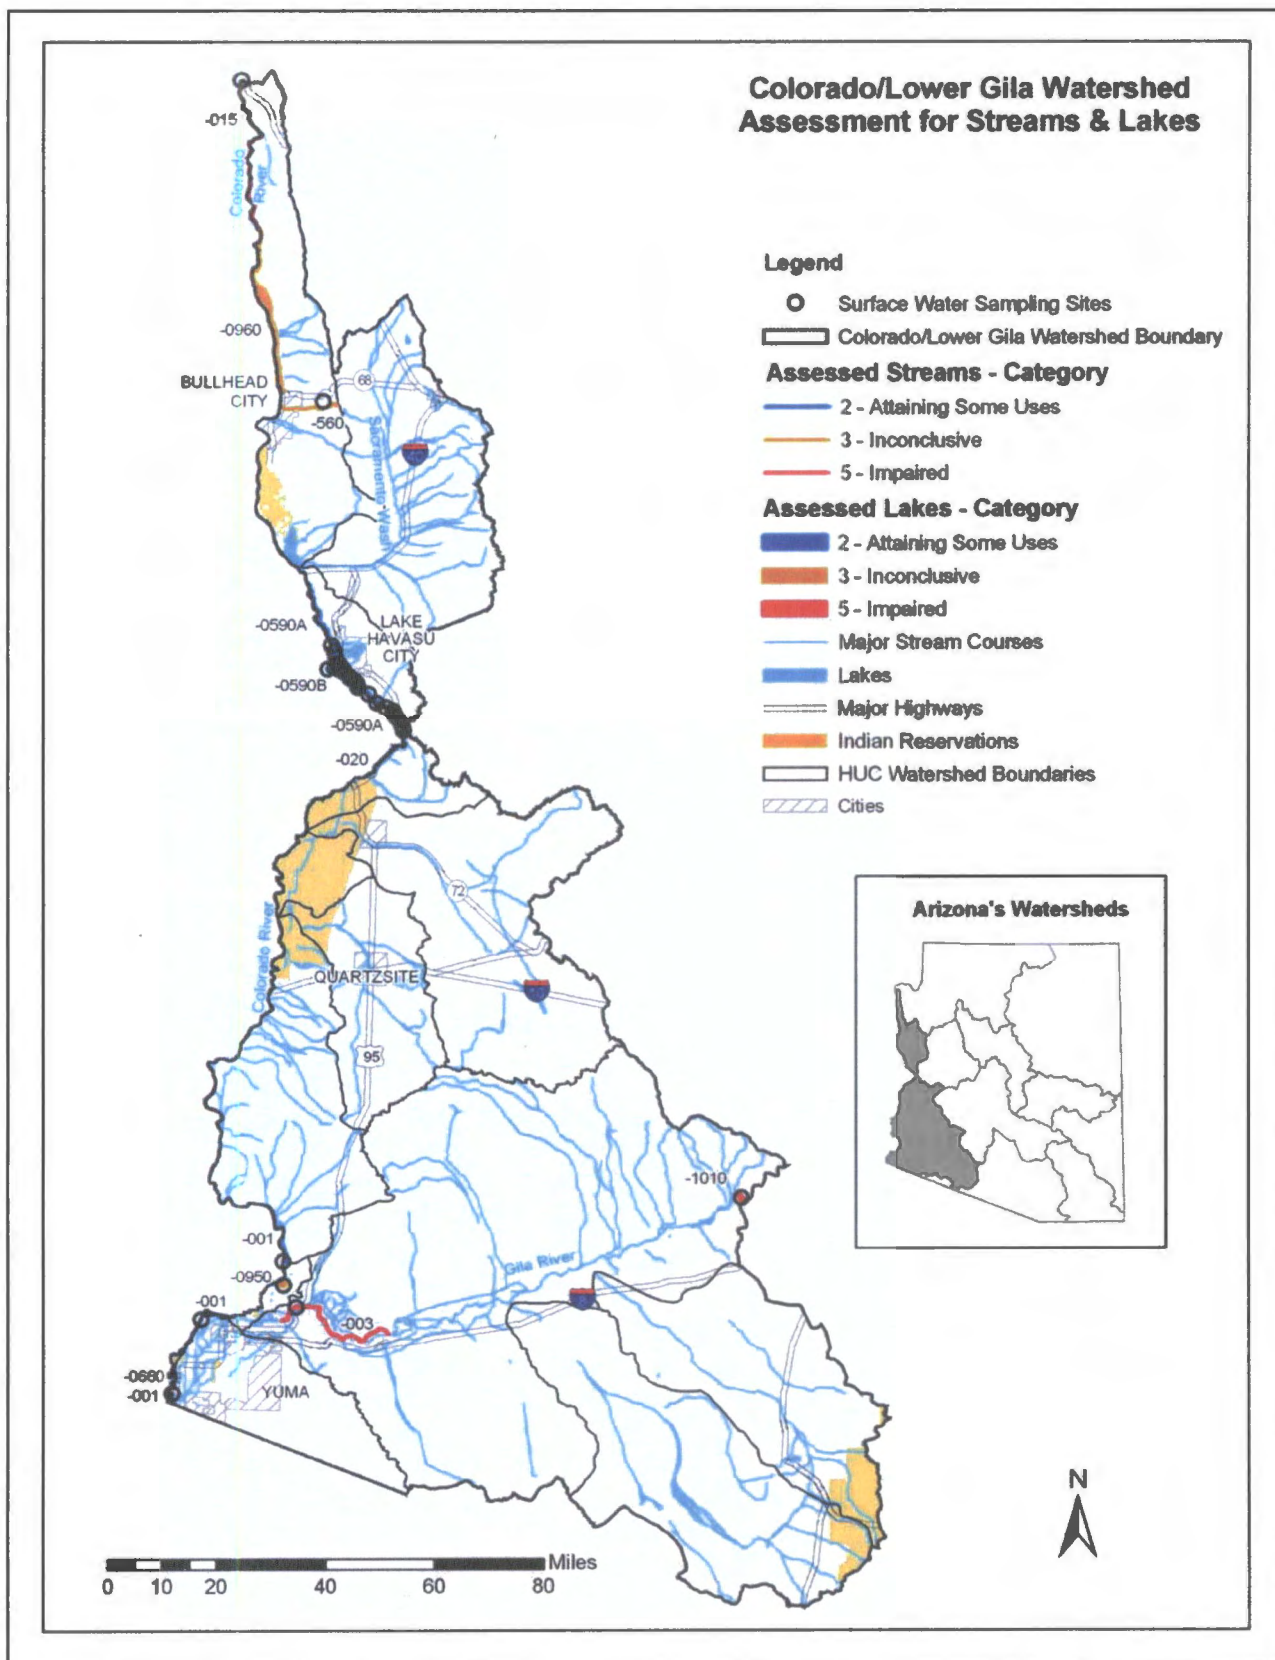 Colorado/Lower Gila Watershed
Assessment for Streams & Lakes
-015
Colorado
River
Legend
Surface Water Sampling Sites
Colorado/Lower Gila Watershed Boundary
Assessed Streams - Category
2 - Attaining Some Uses
3 - Inconclusive
5 - Impaired
Assessed Lakes - Category
2 - Attaining Some Uses
3 - Inconclusive
5 - Impaired
Major Stream Courses
Lakes
Major Highways
Indian Reservations
HUC Watershed Boundaries
Cities
-0960
BULLHEAD
CITY
68
-560
Sacramento Wash
-0590A
LAKE
HAVASU
CITY
-0590B
-0590A
-020
72
Colorado River
QUARTZSITE
95
Arizona's Watersheds
-1010
-001
-0950
Gila River
-001
-003
-0660
-001
YUMA
N
Miles
0 10 20 40 60 80